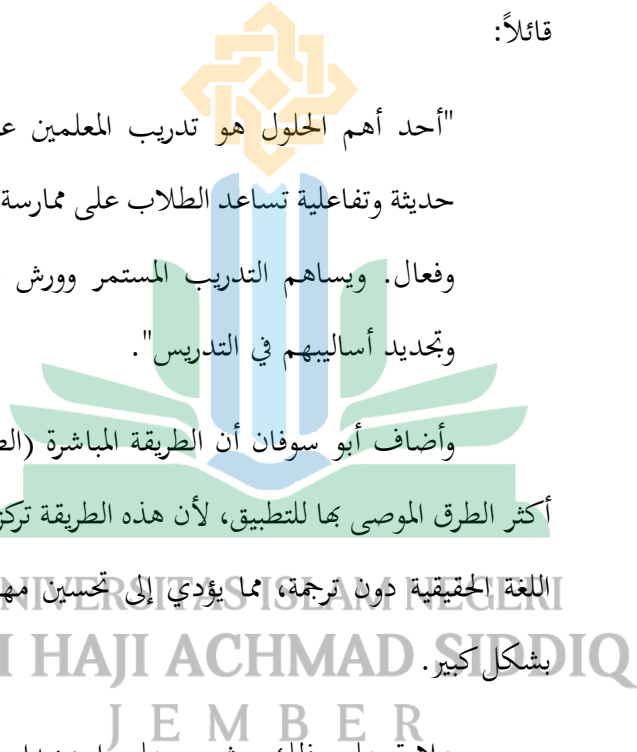 قائلاً:
"أحد أهم الحلول هو تدريب المعلمين
حديثة وتفاعلية تساعد الطلاب على ممارسة
وفعال. ويساهم التدريب المستمر وورش
وتجديد أساليبهم في التدريس".
وأضاف أبو سوفان أن الطريقة المباشرة
أكثر الطرق الموصى بها للتطبيق، لأن هذه الطريقة تركز
اللغة الحقيقية دون ترجمة، مما يؤدي إلى تحسين
UNIVERSITAS ISLAM NEGERI
بشكل كبير.
HAJI ACHMAD SIDDIQ
JEMBER